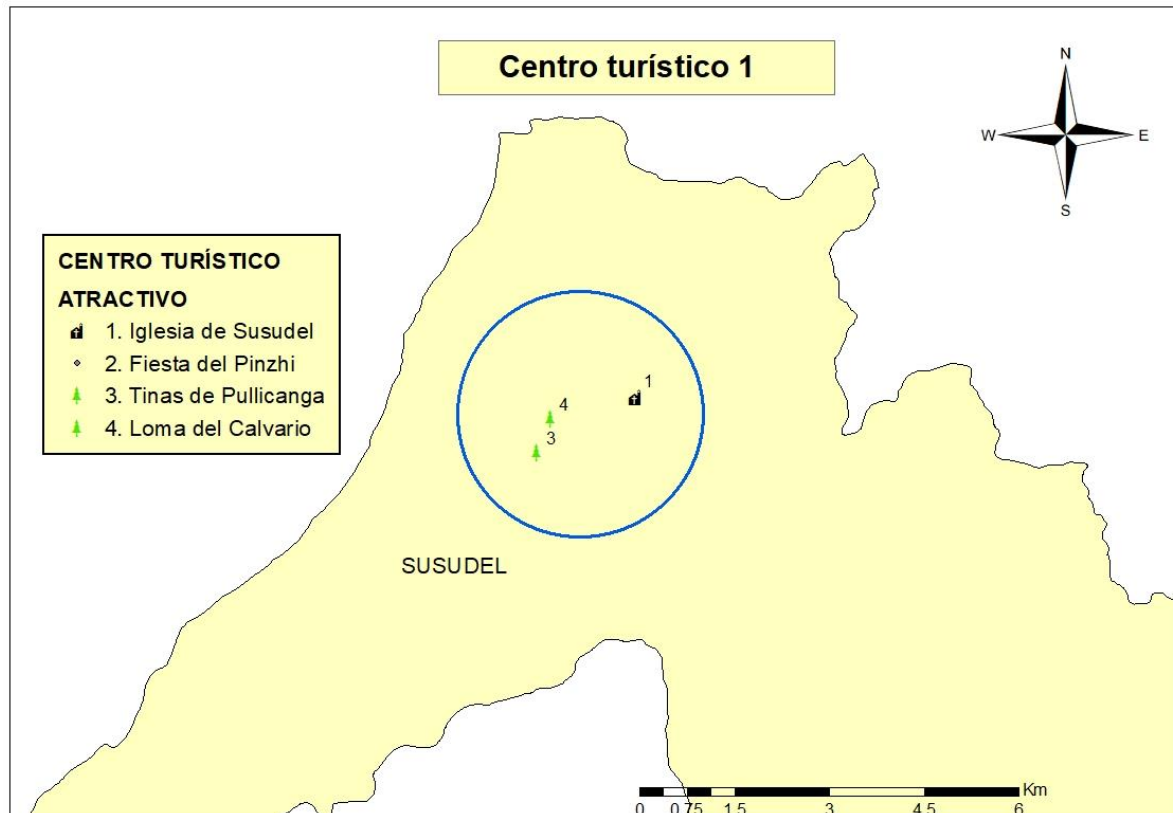 Centro turístico 1
N
W E
S
CENTRO TURÍSTICO
ATRACTIVO
1. Iglesia de Susudel
2. Fiesta del Pinzhi
3. Tinas de Pullicanga
4. Loma del Calvario
1
4
3
SUSUDEL
Km
0 0.75 1.5 3 4.5 6